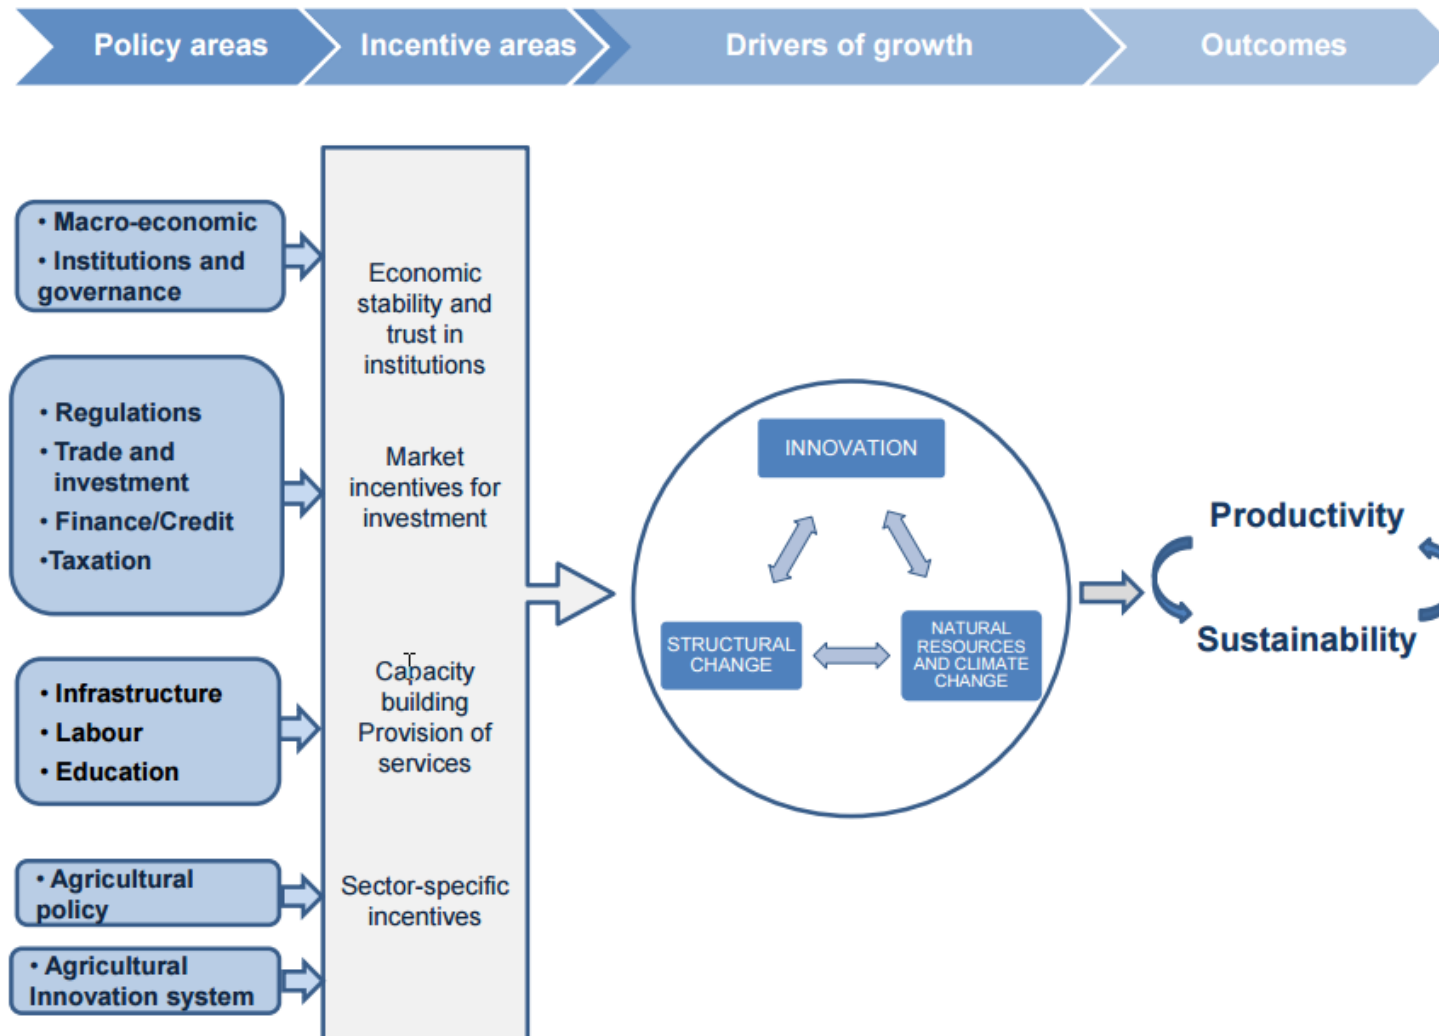 Policy areas
Incentive areas
Drivers of growth
Outcomes
• Macro-economic
• Institutions and
governance
• Regulations
• Trade and
investment
• Finance/Credit
•Taxation
• Infrastructure
• Labour
• Education
• Agricultural
policy
• Agricultural
Innovation system
Economic
stability and
trust in
institutions
Market
incentives for
investment
Capacity
building
Provision of
services
Sector-specific
incentives
INNOVATION
STRUCTURAL
CHANGE
NATURAL
RESOURCES
AND CLIMATE
CHANGE
Productivity
Sustainability